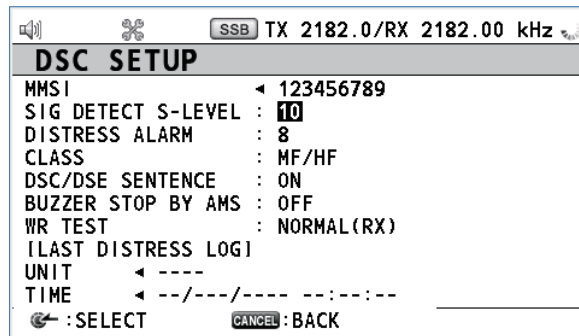 SSB TX 2182.0/RX 2182.00 kHz
DSC SETUP
MMSI ◄ 123456789
SIG DETECT S-LEVEL : 10
DISTRESS ALARM : 8
CLASS : MF/HF
DSC/DSE SENTENCE : ON
BUZZER STOP BY AMS : OFF
WR TEST : NORMAL(RX)
[LAST DISTRESS LOG]
UNIT ◄ ----
TIME ◄ --/---/---- --:--:--
:SELECT CANCEL:BACK